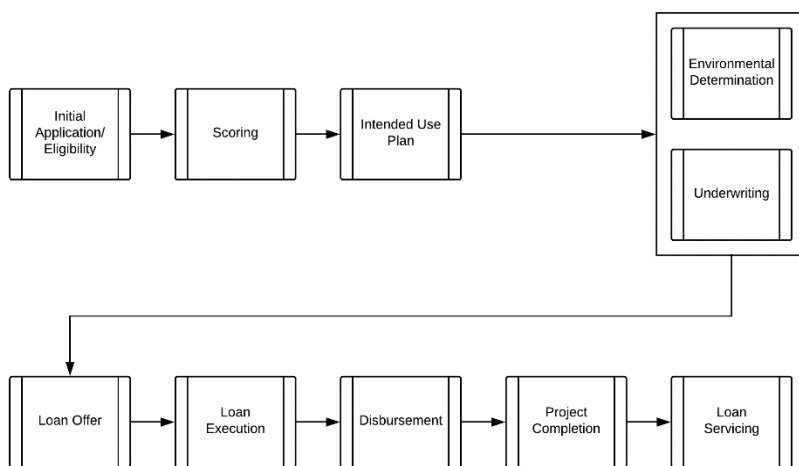 Initial
Application/
Eligibility
Scoring
Intended Use
Plan
Environmental
Determination
Underwriting
Loan Offer
Loan
Execution
Disbursement
Project
Completion
Loan
Servicing